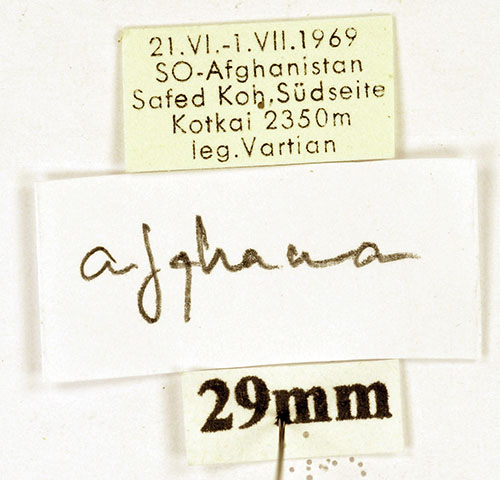 21.VI.-1.VII.1969
SO-Afghanistan
Safed Koh,Südseite
Kotkai 2350m
leg.Vartian
afghana
29mm